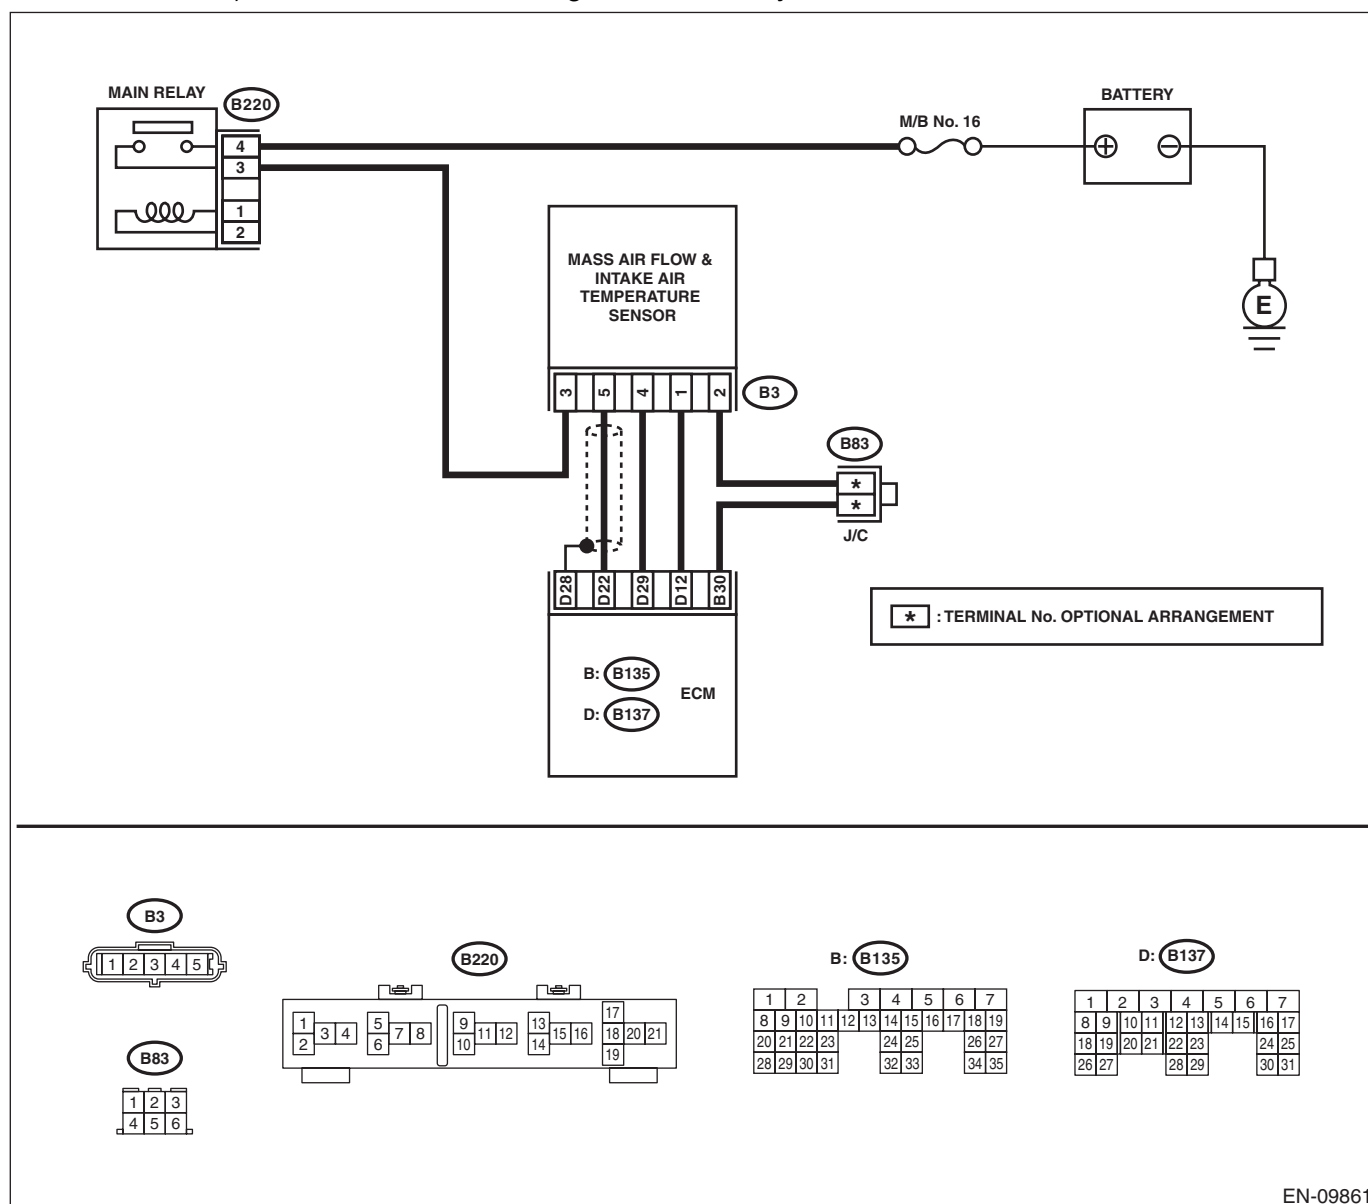 MAIN RELAY
B220
4
3
1
2
M/B No. 16
BATTERY
E
MASS AIR FLOW &
INTAKE AIR
TEMPERATURE
SENSOR
3 5 4 1 2
B3
B83
*
*
J/C
D28 D22 D29 D12 B30
* : TERMINAL No. OPTIONAL ARRANGEMENT
B: B135
ECM
D: B137
B3
1 2 3 4 5
B83
1 2 3
4 5 6
B220
1 5 9 13 17
3 4 7 8 11 12 15 16 18 20 21
2 6 10 14 19
B: B135
1 2 3 4 5 6 7
8 9 10 11 12 13 14 15 16 17 18 19
20 21 22 23 24 25 26 27
28 29 30 31 32 33 34 35
D: B137
1 2 3 4 5 6 7
8 9 10 11 12 13 14 15 16 17
18 19 20 21 22 23 24 25
26 27 28 29 30 31
EN-09861